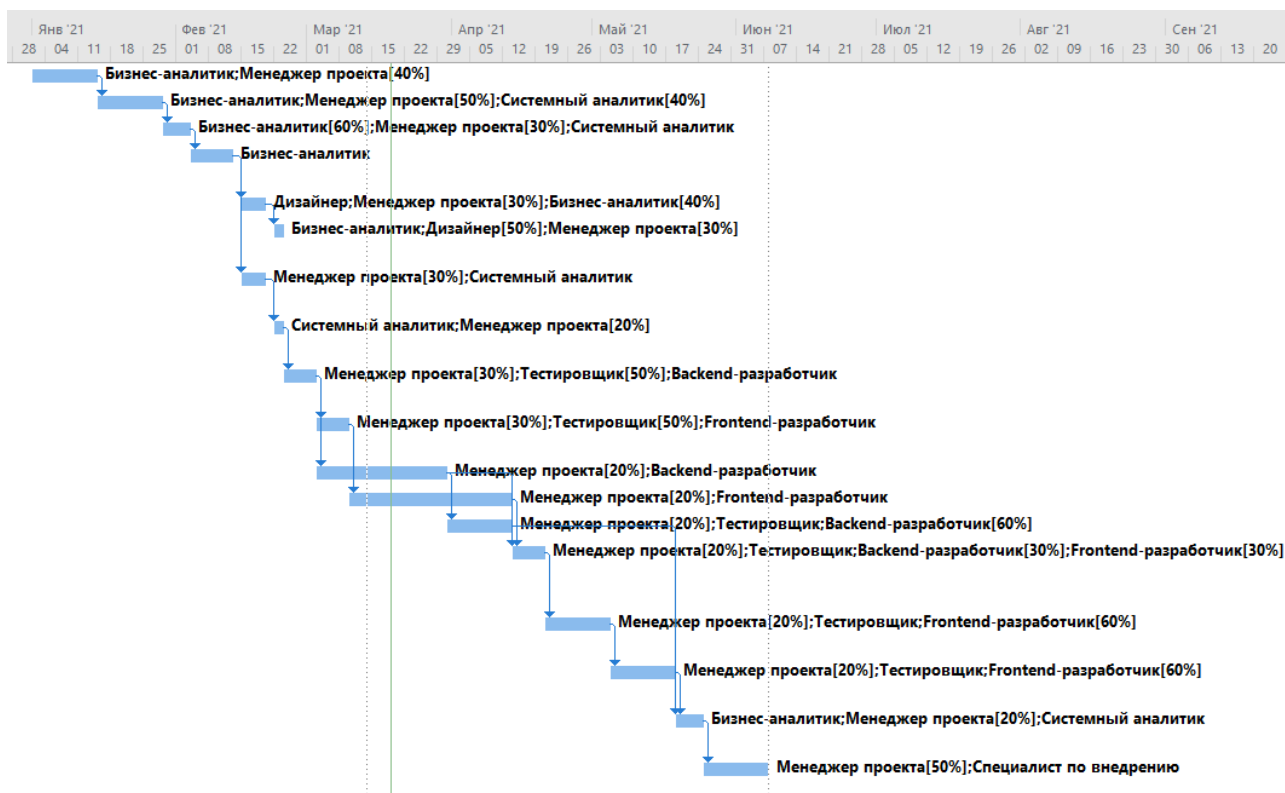 Янв '21 Фев '21 Мар '21 Апр '21 Май '21 Июн '21 Июл '21 Авг '21 Сен '21
28 04 11 18 25 01 08 15 22 01 08 15 22 29 05 12 19 26 03 10 17 24 31 07 14 21 28 05 12 19 26 02 09 16 23 30 06 13 20
Бизнес-аналитик;Менеджер проекта[40%]
Бизнес-аналитик;Менеджер проекта[50%];Системный аналитик[40%]
Бизнес-аналитик[60%];Менеджер проекта[30%];Системный аналитик
Бизнес-аналитик
Дизайнер;Менеджер проекта[30%];Бизнес-аналитик[40%]
Бизнес-аналитик;Дизайнер[50%];Менеджер проекта[30%]
Менеджер проекта[30%];Системный аналитик
Системный аналитик;Менеджер проекта[20%]
Менеджер проекта[30%];Тестировщик[50%];Backend-разработчик
Менеджер проекта[30%];Тестировщик[50%];Frontend-разработчик
Менеджер проекта[20%];Backend-разработчик
Менеджер проекта[20%];Frontend-разработчик
Менеджер проекта[20%];Тестировщик;Backend-разработчик[60%]
Менеджер проекта[20%];Тестировщик;Backend-разработчик[30%];Frontend-разработчик[30%]
Менеджер проекта[20%];Тестировщик;Frontend-разработчик[60%]
Менеджер проекта[20%];Тестировщик;Frontend-разработчик[60%]
Бизнес-аналитик;Менеджер проекта[20%];Системный аналитик
Менеджер проекта[50%];Специалист по внедрению